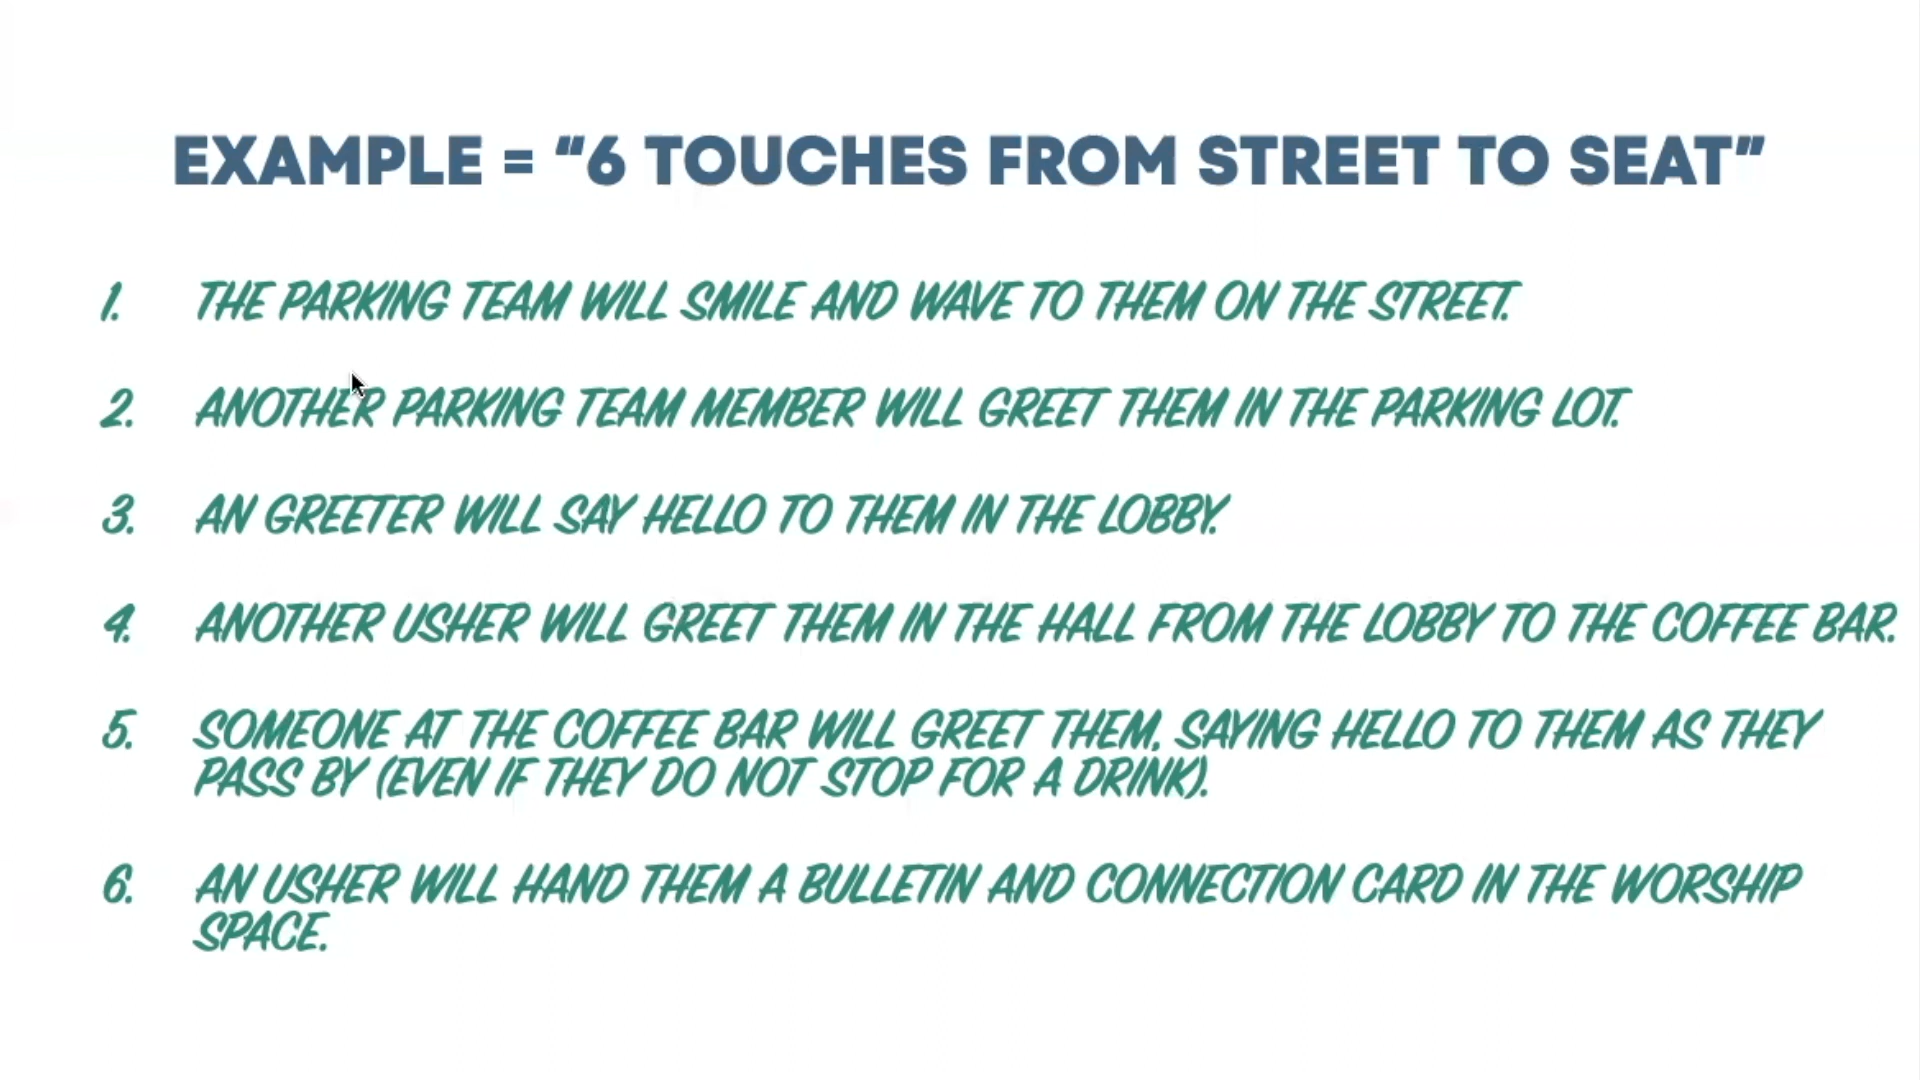 EXAMPLE = "6 TOUCHES FROM STREET TO SEAT"
1. THE PARKING TEAM WILL SMILE AND WAVE TO THEM ON THE STREET.
2. ANOTHER PARKING TEAM MEMBER WILL GREET THEM IN THE PARKING LOT.
3. AN GREETER WILL SAY HELLO TO THEM IN THE LOBBY.
4. ANOTHER USHER WILL GREET THEM IN THE HALL FROM THE LOBBY TO THE COFFEE BAR.
5. SOMEONE AT THE COFFEE BAR WILL GREET THEM, SAYING HELLO TO THEM AS THEY
PASS BY (EVEN IF THEY DO NOT STOP FOR A DRINK).
6. AN USHER WILL HAND THEM A BULLETIN AND CONNECTION CARD IN THE WORSHIP
SPACE.